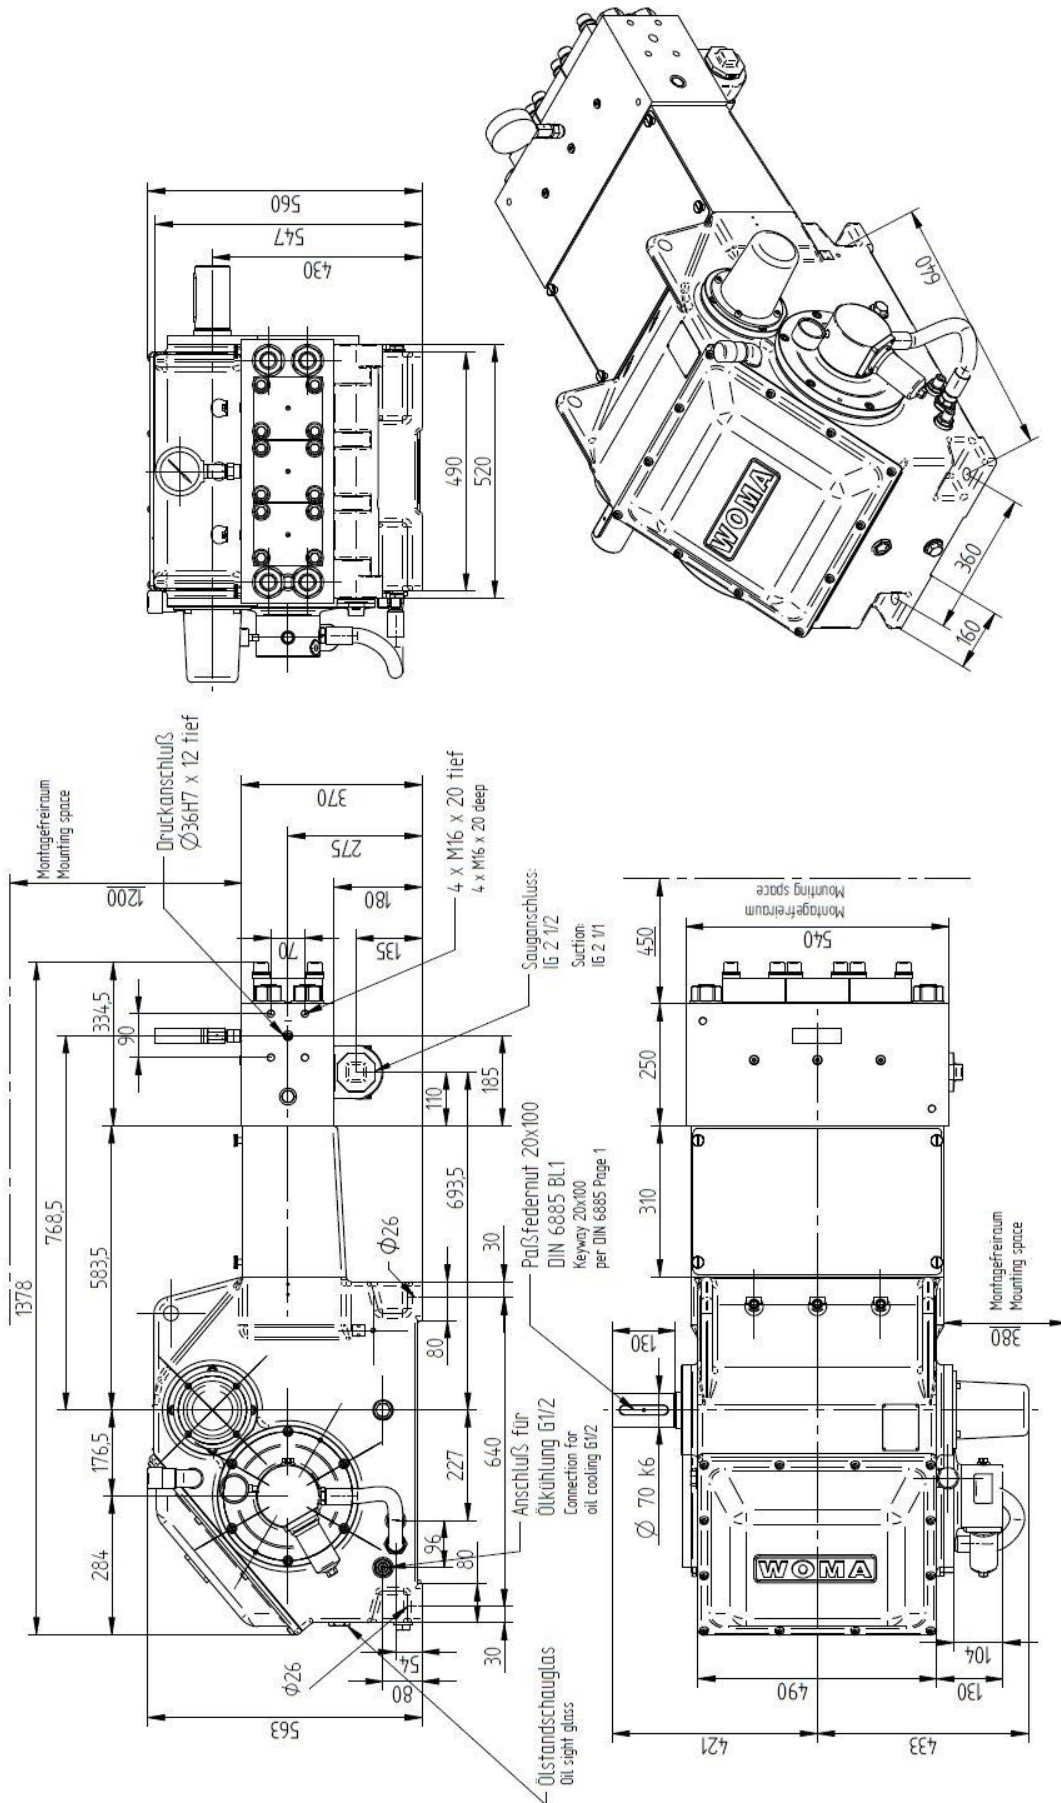 1378
768,5
583,5
334,5
90
176,5
284
1200
Montagefreiraum
Mounting space
Druckanschluß
Ø36H7 x 12 tief
370
275
180
135
70
4 x M16 x 20 tief
4 x M16 x 20 deep
Sauganschluss:
IG 2 1/2
Suction:
IG 2 1/1
110
185
693,5
30
Φ26
80
227
640
96
80
30
Φ26
54
80
563
Anschluß für
Ölkühlung G1/2
Connection for
oil cooling G1/2
Ölstandschauglas
Oil sight glass
560
547
430
490
520
640
360
160
WOMA
Paßfedernut 20x100
DIN 6885 Bl.1
Keyway 20x100
per DIN 6885 Page 1
130
Ø 70 k6
450
250
310
Montagefreiraum
Mounting space
540
Montagefreiraum
Mounting space
380
WOMA
490
130
104
421
433